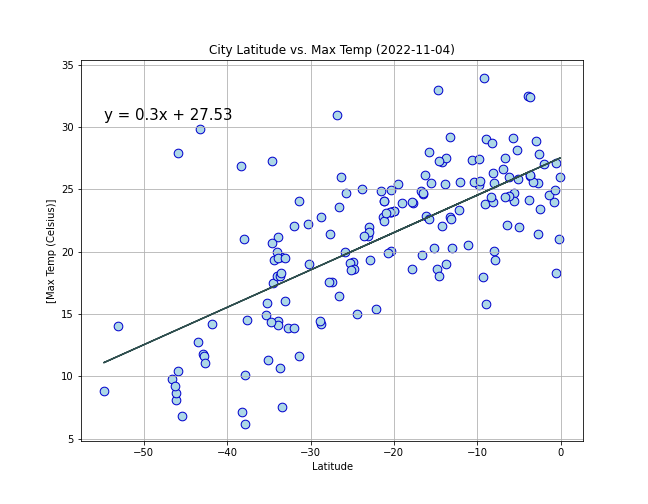 City Latitude vs. Max Temp (2022-11-04)
35
y = 0.3x + 27.53
30
25
20
15
10
5
[Max Temp (Celsius)]
−50 −40 −30 −20 −10 0
Latitude